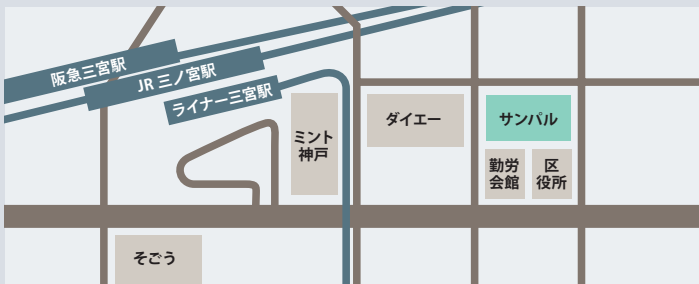 阪急三宮駅
JR 三ノ宮駅
ライナー三宮駅
ミント
神戸
ダイエー
サンパル
勤労
会館
区
役所
そごう